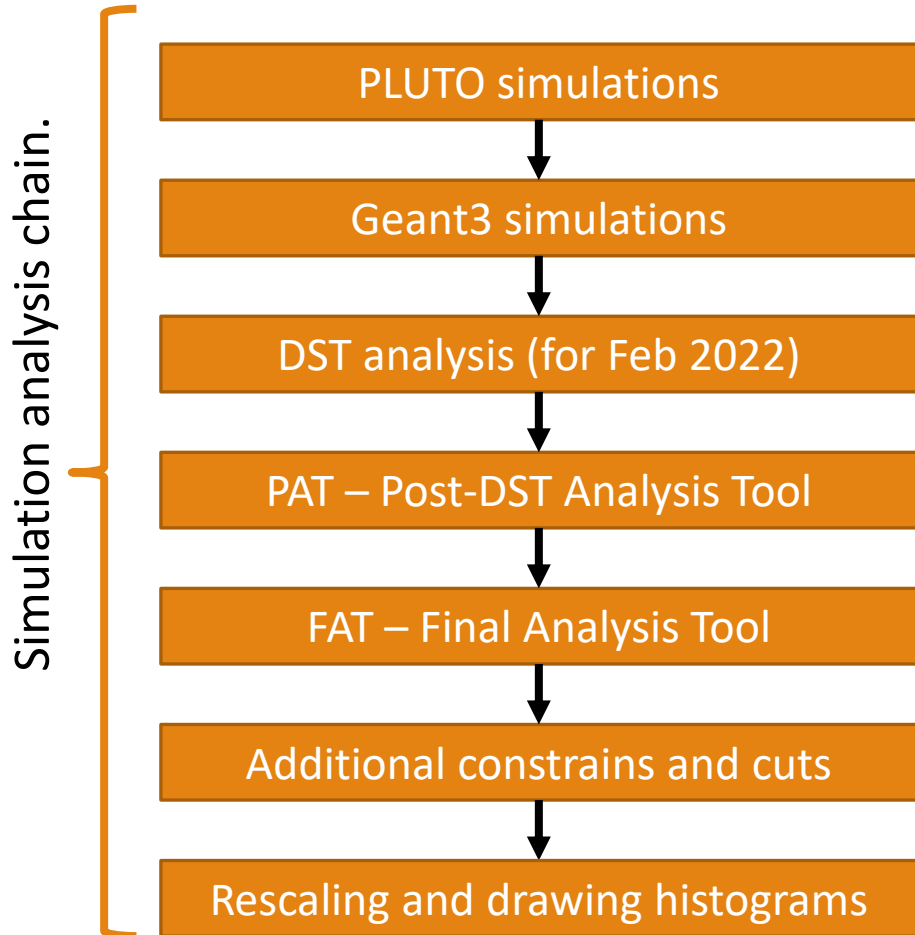 Simulation analysis chain.
PLUTO simulations
Geant3 simulations
DST analysis (for Feb 2022)
PAT – Post-DST Analysis Tool
FAT – Final Analysis Tool
Additional constrains and cuts
Rescaling and drawing histograms